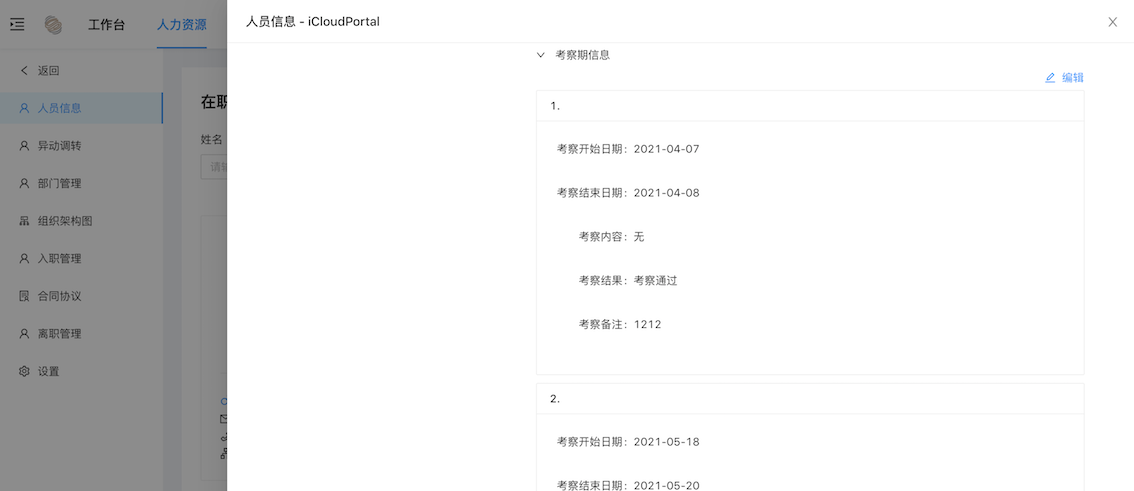 工作台
人力资源
人员信息 - iCloudPortal
返回
人员信息
异动调转
部门管理
组织架构图
入职管理
合同协议
离职管理
设置
在职
姓名
请输
考察期信息
编辑
1.
考察开始日期：2021-04-07
考察结束日期：2021-04-08
考察内容：无
考察结果：考察通过
考察备注：1212
2.
考察开始日期：2021-05-18
考察结束日期：2021-05-20